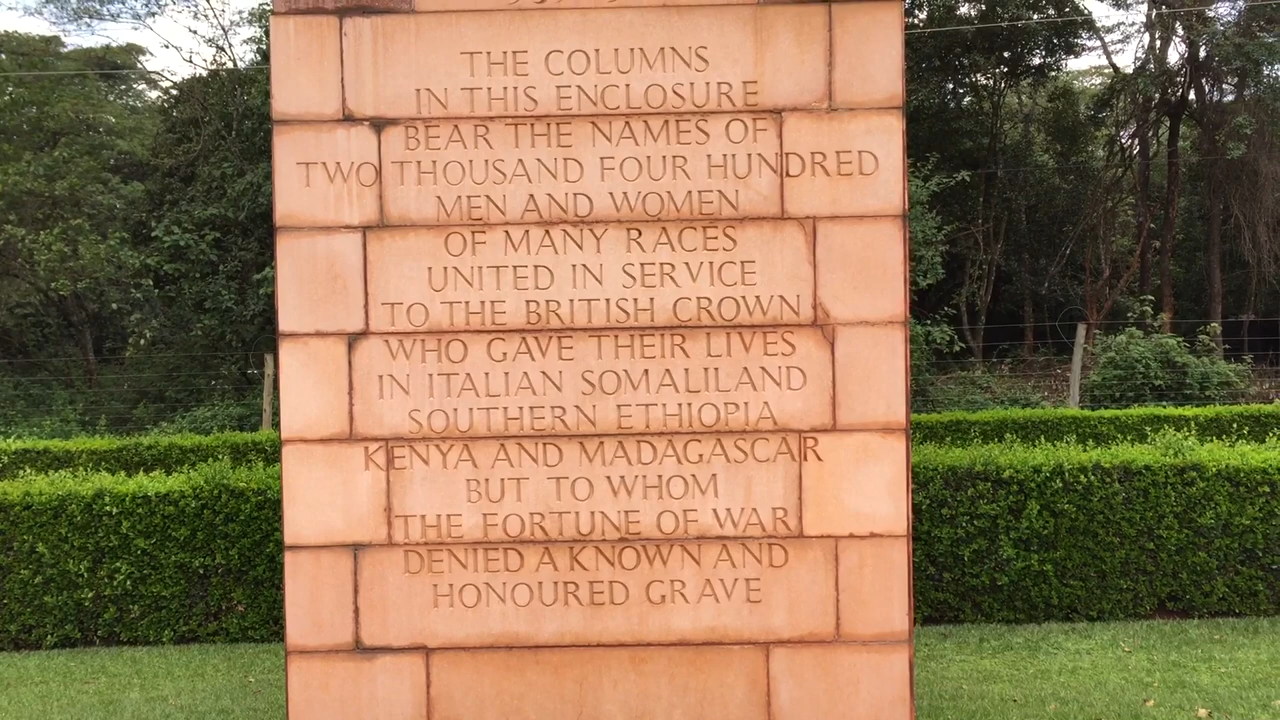 THE COLUMNS
IN THIS ENCLOSURE
BEAR THE NAMES OF
TWO THOUSAND FOUR HUNDRED
MEN AND WOMEN
OF MANY RACES
UNITED IN SERVICE
TO THE BRITISH CROWN
WHO GAVE THEIR LIVES
IN ITALIAN SOMALILAND
SOUTHERN ETHIOPIA
KENYA AND MADAGASCAR
BUT TO WHOM
THE FORTUNE OF WAR
DENIED A KNOWN AND
HONOURED GRAVE